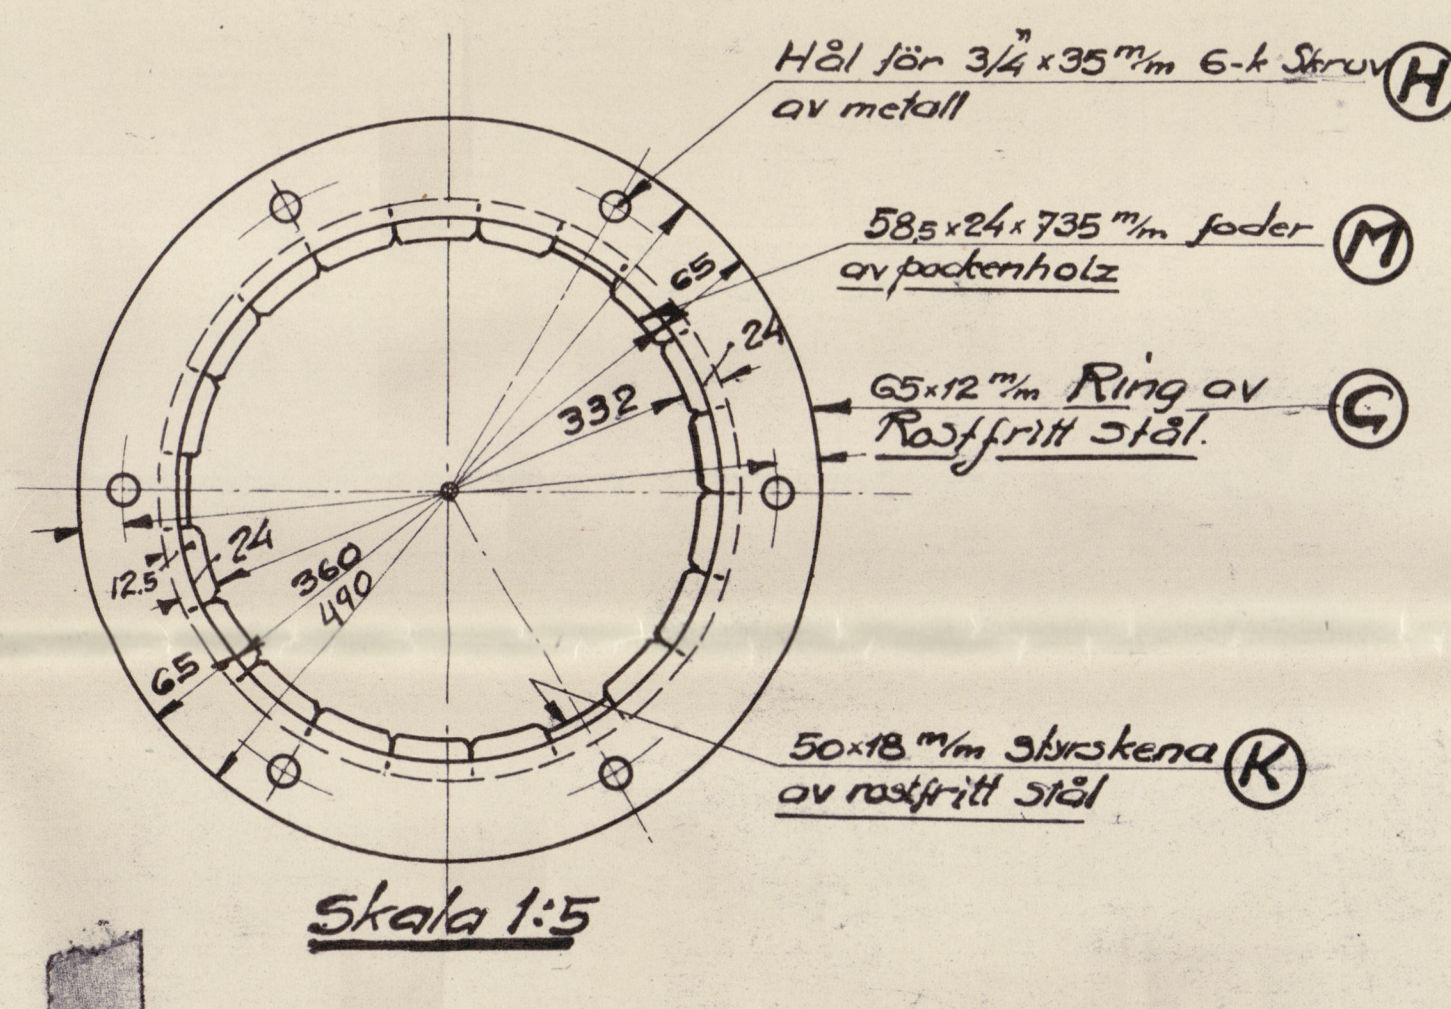 Hål för 3/4"×35 m/m 6-k Skruv H
av metall
58,5×24×735 m/m foder M
av pockenholz
65×12 m/m Ring av G
Rostfritt stål.
65
24
332
24
12.5
360
490
65
50×18 m/m styrskena K
av rostfritt stål
Skala 1:5